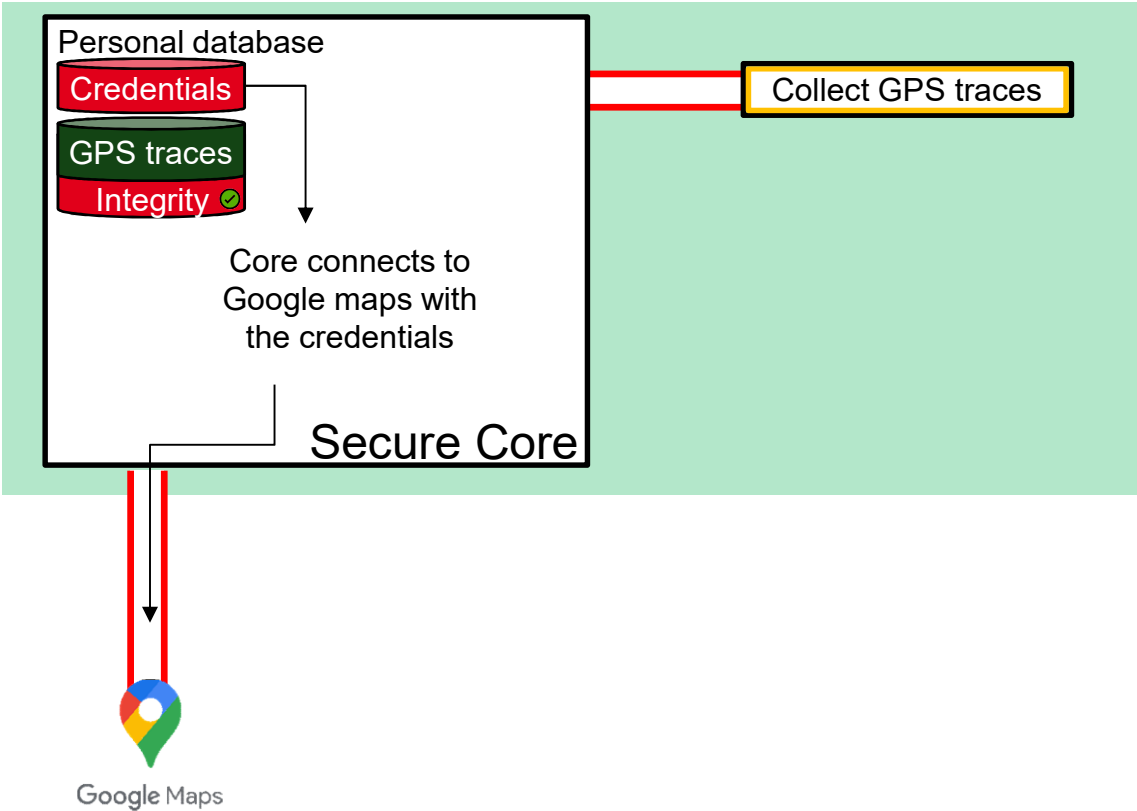 Personal database
Credentials
GPS traces
Integrity
Collect GPS traces
Core connects to
Google maps with
the credentials
Secure Core
Google Maps